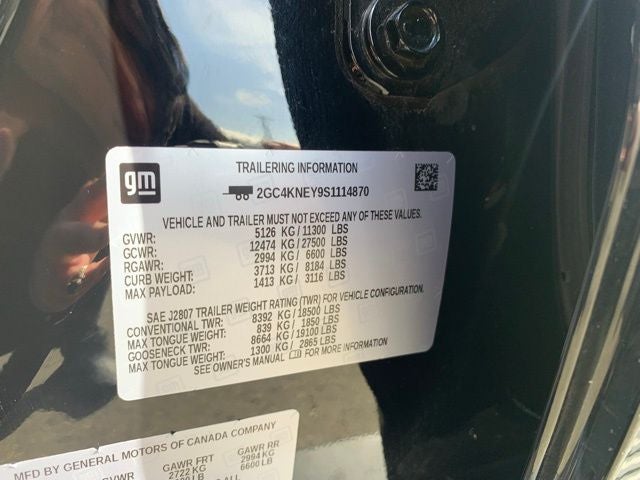 gm
TRAILERING INFORMATION
2GC4KNEY9S1114870
VEHICLE AND TRAILER MUST NOT EXCEED ANY OF THESE VALUES.
GVWR: 5126 KG/11300 LBS
GCWR: 12474 KG/27500 LBS
RGAWR: 2994 KG/ 6600 LBS
CURB WEIGHT: 3713 KG/ 8184 LBS
MAX PAYLOAD: 1413 KG/ 3116 LBS
SAE J2807 TRAILER WEIGHT RATING (TWR) FOR VEHICLE CONFIGURATION.
CONVENTIONAL TWR: 8392 KG/18500 LBS
MAX TONGUE WEIGHT: 839 KG/ 1850 LBS
GOOSENECK TWR: 8664 KG/19100 LBS
MAX TONGUE WEIGHT: 1300 KG/ 2865 LBS
SEE OWNER'S MANUAL FOR MORE INFORMATION
MFD BY GENERAL MOTORS OF CANADA COMPANY
GVWR GAWR FRT GAWR RR
2722 KG 2994 KG
6600 LB